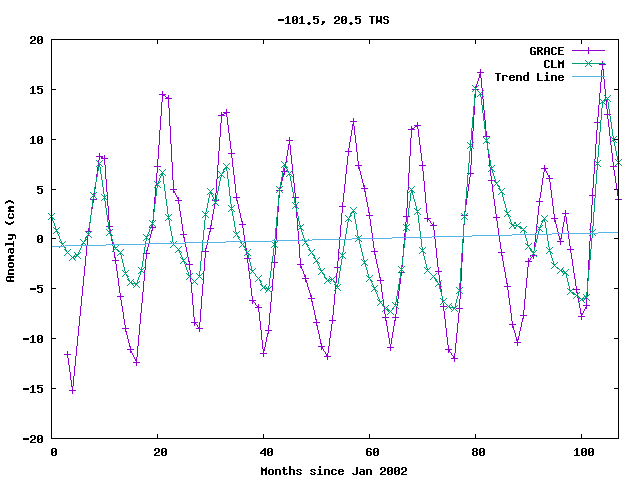 -101.5, 20.5 TWS
GRACE
CLM
Trend Line
20
15
10
5
0
-5
-10
-15
-20
Anomaly (cm)
0 20 40 60 80 100
Months since Jan 2002